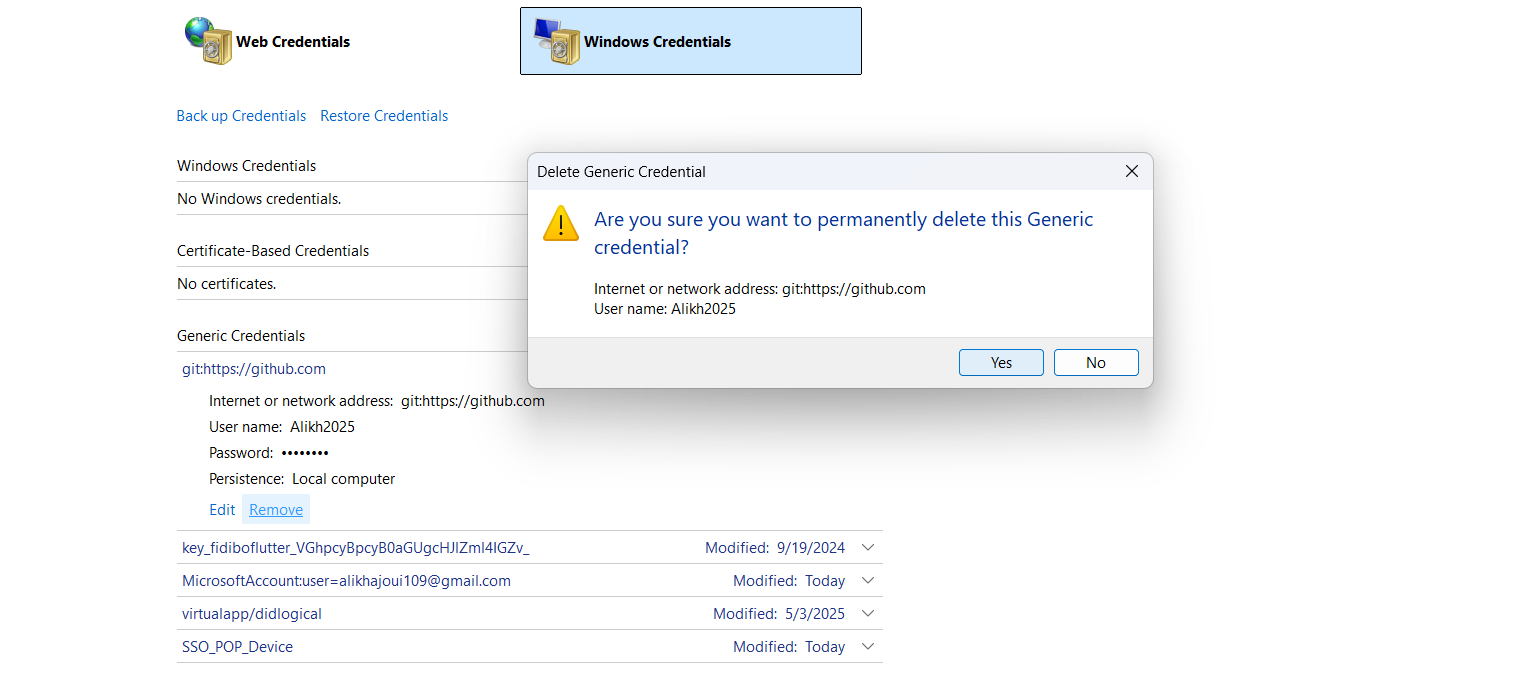 Web Credentials
Windows Credentials
Back up Credentials Restore Credentials
Windows Credentials
No Windows credentials.
Certificate-Based Credentials
No certificates.
Generic Credentials
git:https://github.com
Internet or network address: git:https://github.com
User name: Alikh2025
Password: ••••••••
Persistence: Local computer
Edit Remove
key_fidiboflutter_VGhpcyBpcyB0aGUgcHJlZml4IGZv_ Modified: 9/19/2024
MicrosoftAccount:user=alikhajoui109@gmail.com Modified: Today
virtualapp/didlogical Modified: 5/3/2025
SSO_POP_Device Modified: Today
Delete Generic Credential
Are you sure you want to permanently delete this Generic
credential?
Internet or network address: git:https://github.com
User name: Alikh2025
Yes No